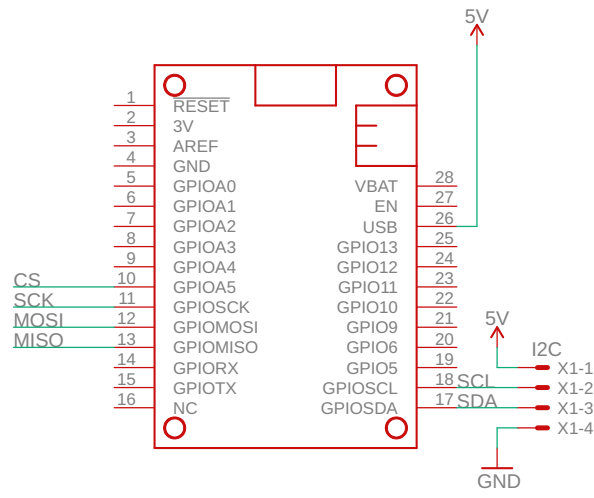 5V
1 RESET
2 3V
3 AREF
4 GND
5 GPIOA0 VBAT 28
6 GPIOA1 EN 27
7 GPIOA2 USB 26
8 GPIOA3 GPIO13 25
9 GPIOA4 GPIO12 24
CS 10 GPIOA5 GPIO11 23
SCK 11 GPIOSCK GPIO10 22
MOSI 12 GPIOMOSI GPIO9 21 5V
MISO 13 GPIOMISO GPIO6 20 I2C
14 GPIORX GPIO5 19 X1-1
15 GPIOTX GPIOSCL 18 SCL X1-2
16 NC GPIOSDA 17 SDA X1-3
X1-4
GND